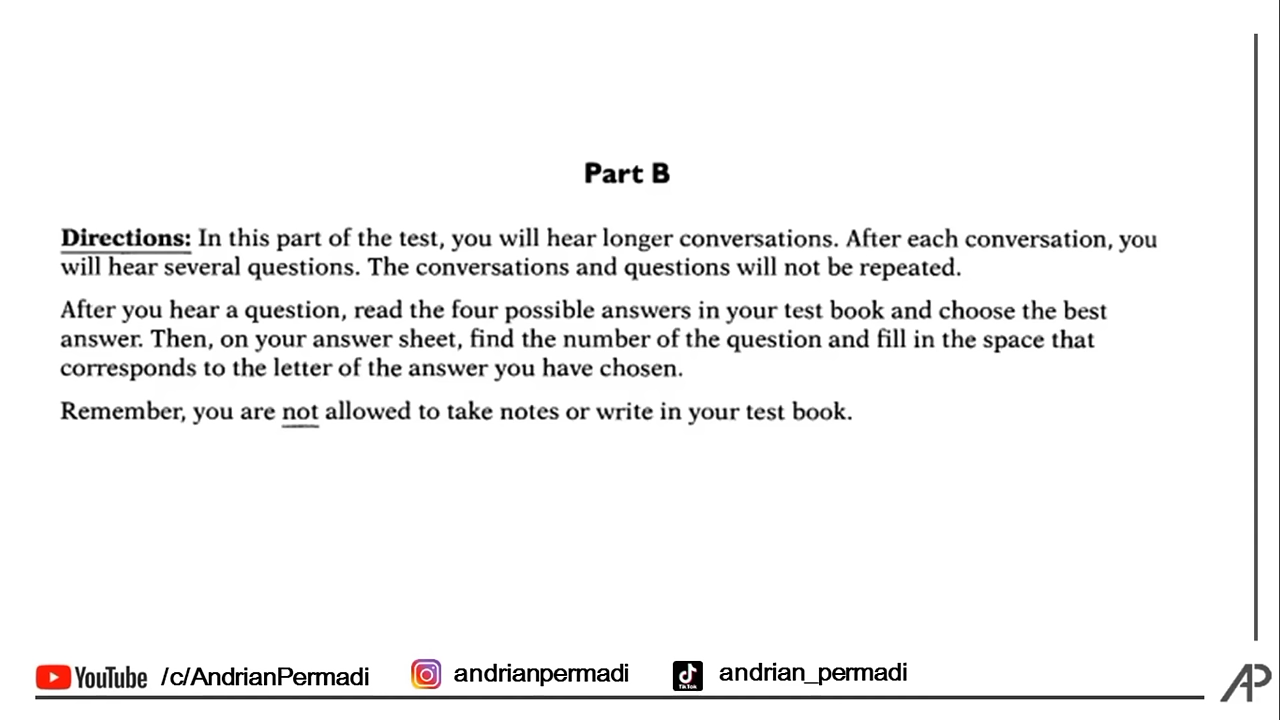 Part B
Directions: In this part of the test, you will hear longer conversations. After each conversation, you
will hear several questions. The conversations and questions will not be repeated.
After you hear a question, read the four possible answers in your test book and choose the best
answer. Then, on your answer sheet, find the number of the question and fill in the space that
corresponds to the letter of the answer you have chosen.
Remember, you are not allowed to take notes or write in your test book.
YouTube /c/AndrianPermadi andrianpermadi TikTok andrian_permadi AP